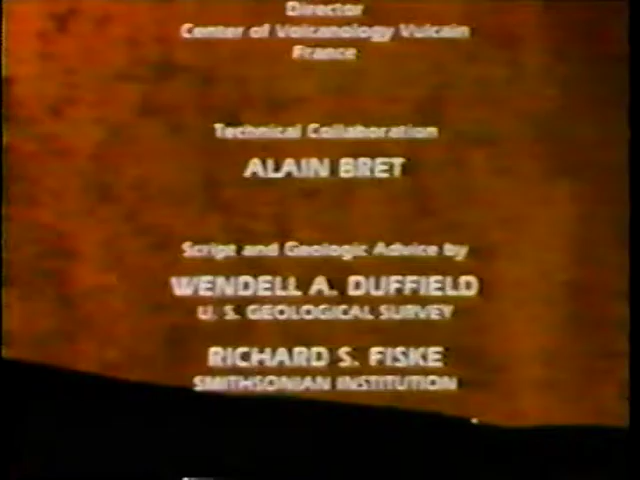 Director
Center of Volcanology Vulcain
France
Technical Collaboration
ALAIN BRET
Script and Geologic Advice by
WENDELL A. DUFFIELD
U. S. GEOLOGICAL SURVEY
RICHARD S. FISKE
SMITHSONIAN INSTITUTION